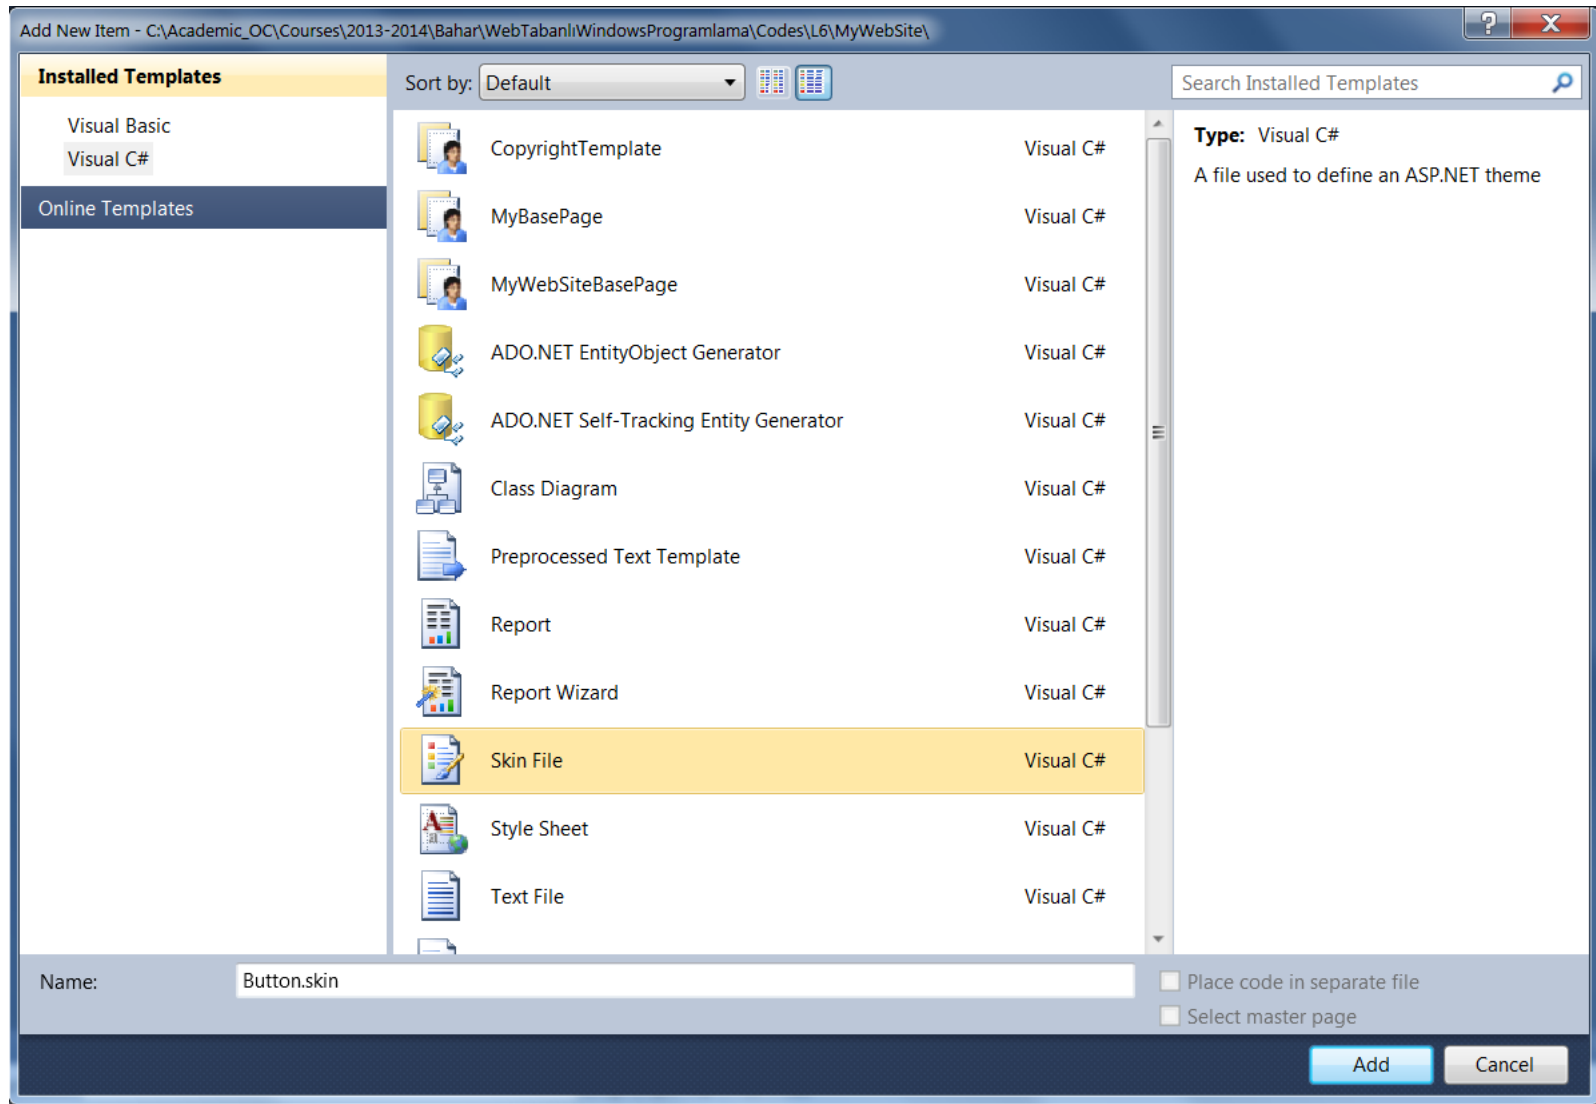 Add New Item - C:\Academic_OC\Courses\2013-2014\Bahar\WebTabanlıWindowsProgramlama\Codes\L6\MyWebSite\
Installed Templates
Visual Basic
Visual C#
Online Templates
Sort by: Default
Search Installed Templates
CopyrightTemplate Visual C#
MyBasePage Visual C#
MyWebSiteBasePage Visual C#
ADO.NET EntityObject Generator Visual C#
ADO.NET Self-Tracking Entity Generator Visual C#
Class Diagram Visual C#
Preprocessed Text Template Visual C#
Report Visual C#
Report Wizard Visual C#
Skin File Visual C#
Style Sheet Visual C#
Text File Visual C#
Type: Visual C#
A file used to define an ASP.NET theme
Name: Button.skin
Place code in separate file
Select master page
Add Cancel